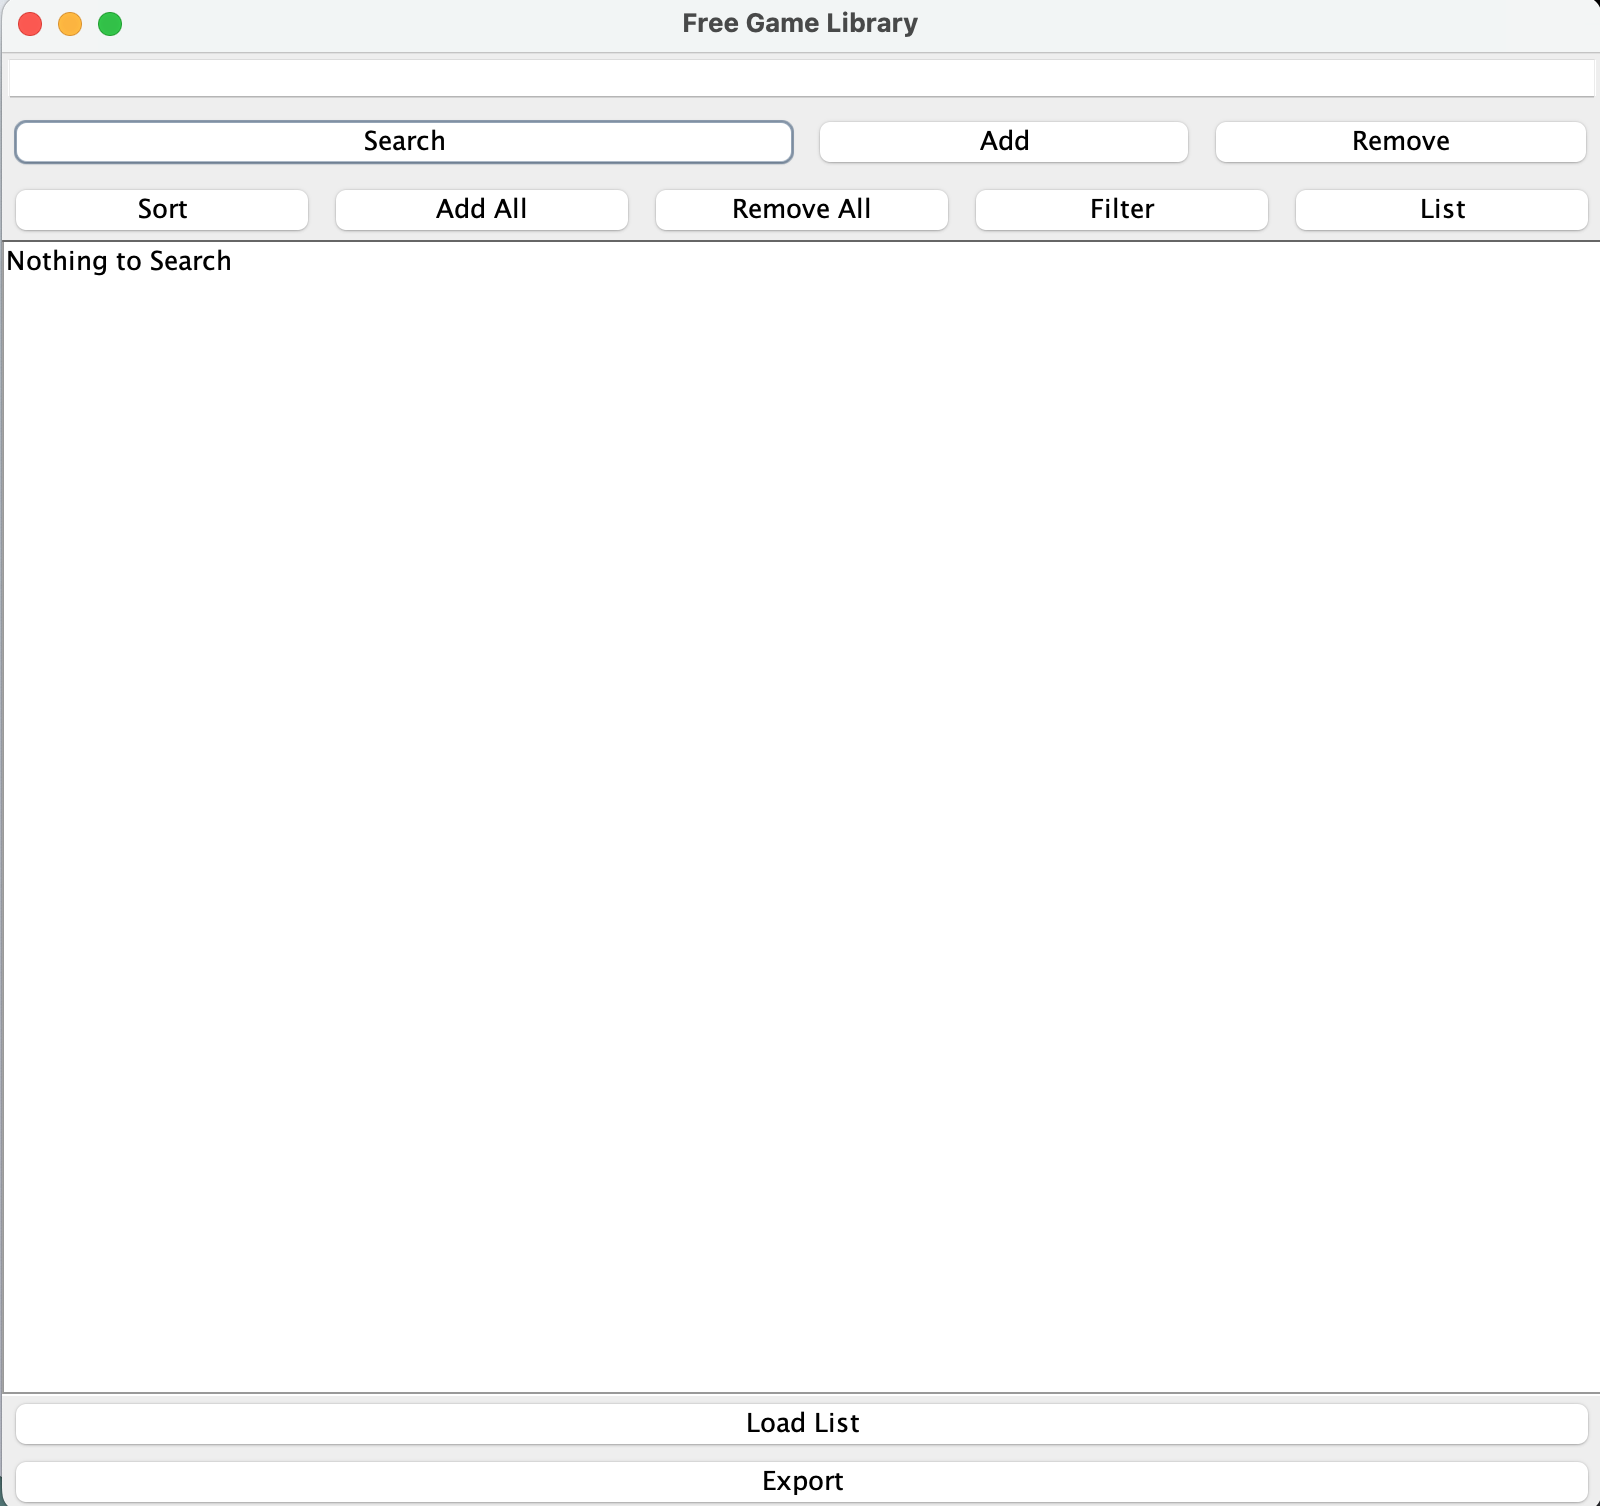 Free Game Library
Search Add Remove
Sort Add All Remove All Filter List
Nothing to Search
Load List
Export